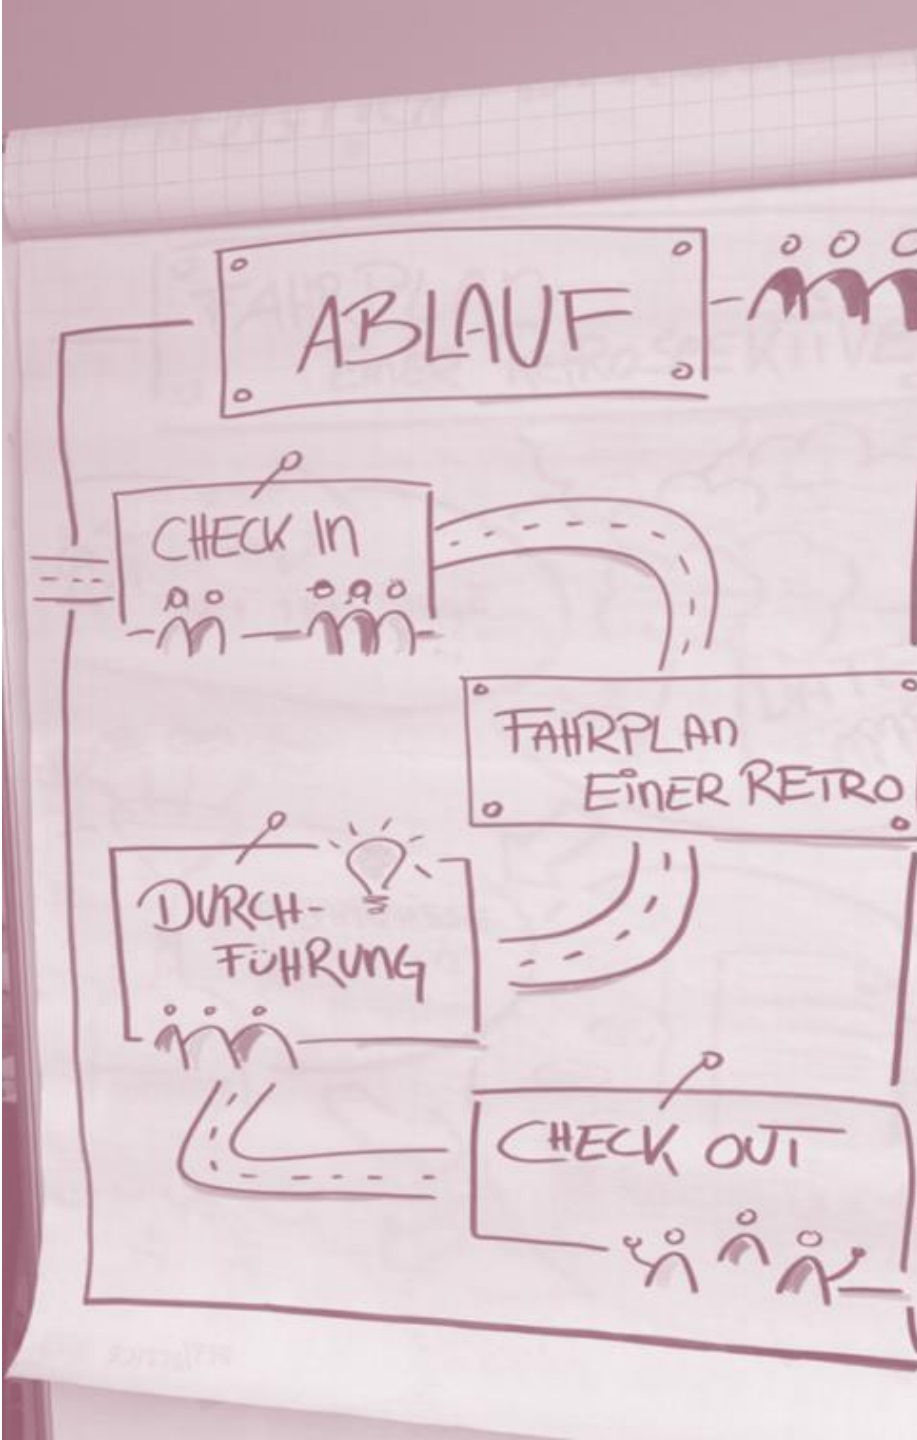 ABLAUF
CHECK In
FAHRPLAn
EinER RETRO
DURCH-
FÜHRUnG
CHECK OUT